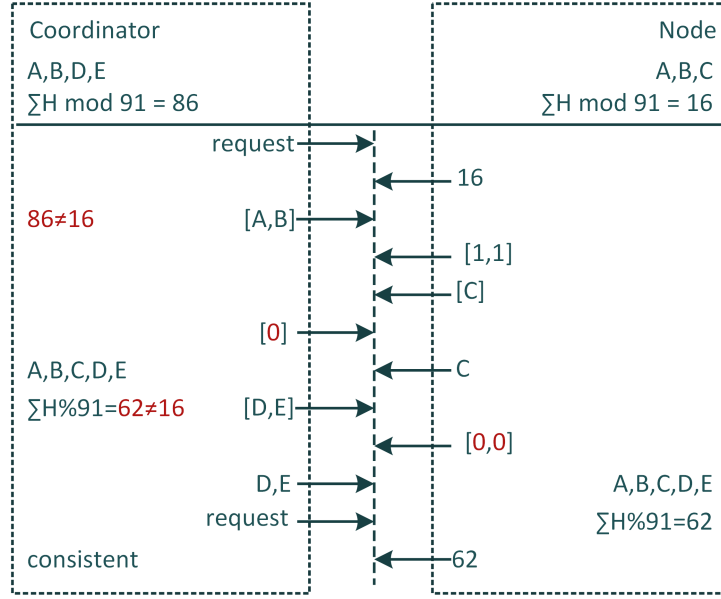 Coordinator
Node
A,B,D,E
A,B,C
∑H mod 91 = 86
∑H mod 91 = 16
request
16
86≠16
[A,B]
[1,1]
[C]
[0]
A,B,C,D,E
C
∑H%91=62≠16
[D,E]
[0,0]
D,E
A,B,C,D,E
request
∑H%91=62
consistent
62